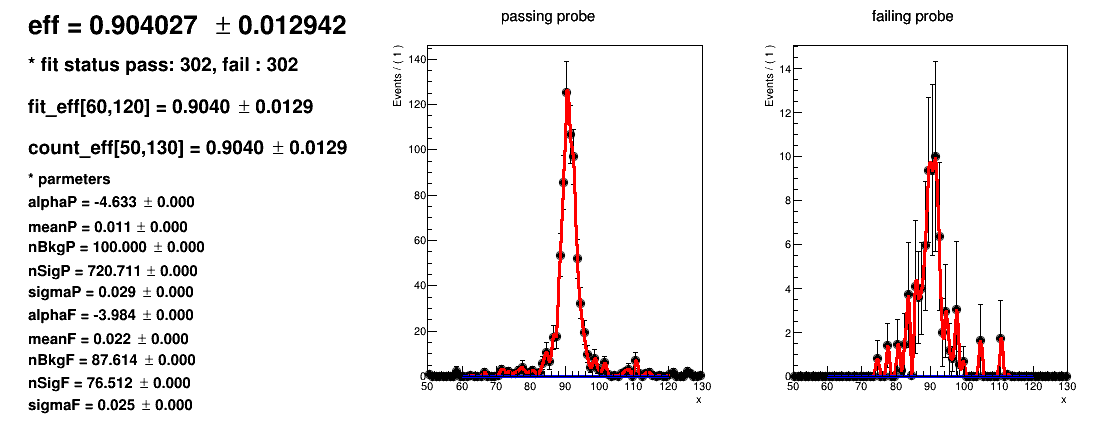 eff = 0.904027 ± 0.012942
* fit status pass: 302, fail : 302
fit_eff[60,120] = 0.9040 ± 0.0129
count_eff[50,130] = 0.9040 ± 0.0129
* parmeters
alphaP = -4.633 ± 0.000
meanP = 0.011 ± 0.000
nBkgP = 100.000 ± 0.000
nSigP = 720.711 ± 0.000
sigmaP = 0.029 ± 0.000
alphaF = -3.984 ± 0.000
meanF = 0.022 ± 0.000
nBkgF = 87.614 ± 0.000
nSigF = 76.512 ± 0.000
sigmaF = 0.025 ± 0.000
passing probe
Events / ( 1 )
140
120
100
80
60
40
20
0
50 60 70 80 90 100 110 120 130
x
failing probe
Events / ( 1 )
14
12
10
8
6
4
2
0
50 60 70 80 90 100 110 120 130
x